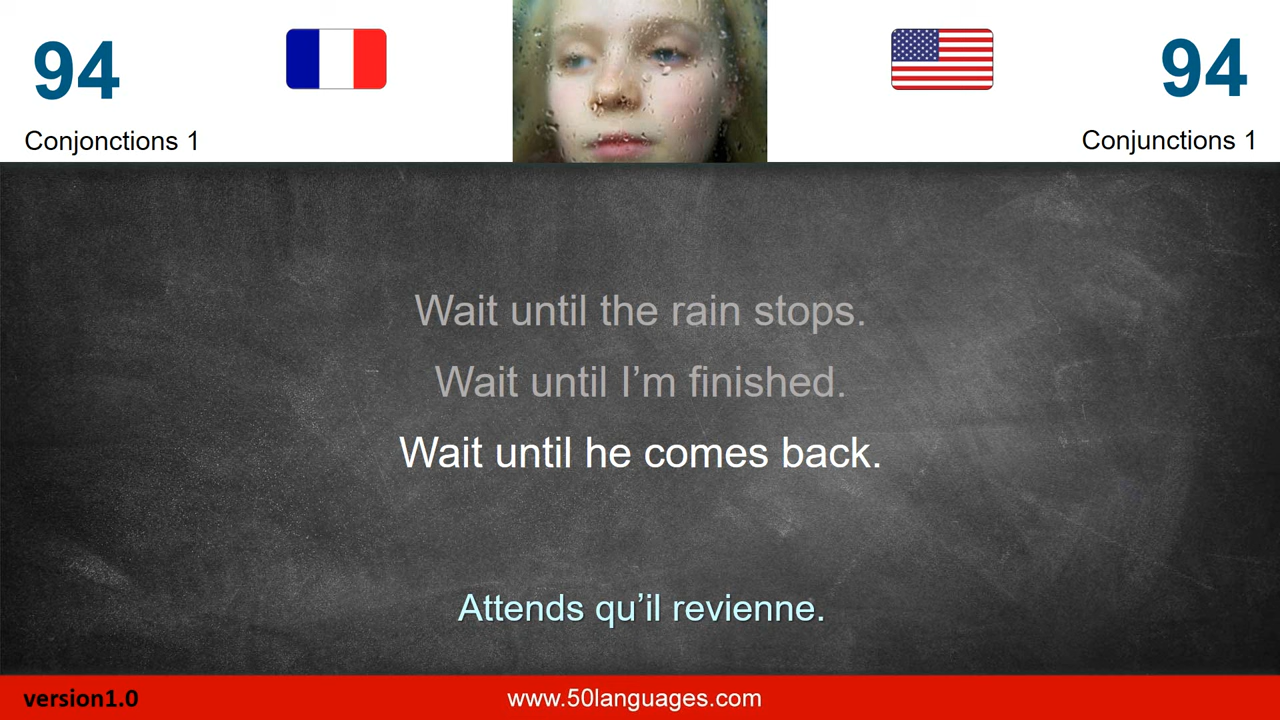 94
94
Conjonctions 1
Conjunctions 1
Wait until the rain stops.
Wait until I’m finished.
Wait until he comes back.
Attends qu’il revienne.
version1.0
www.50languages.com